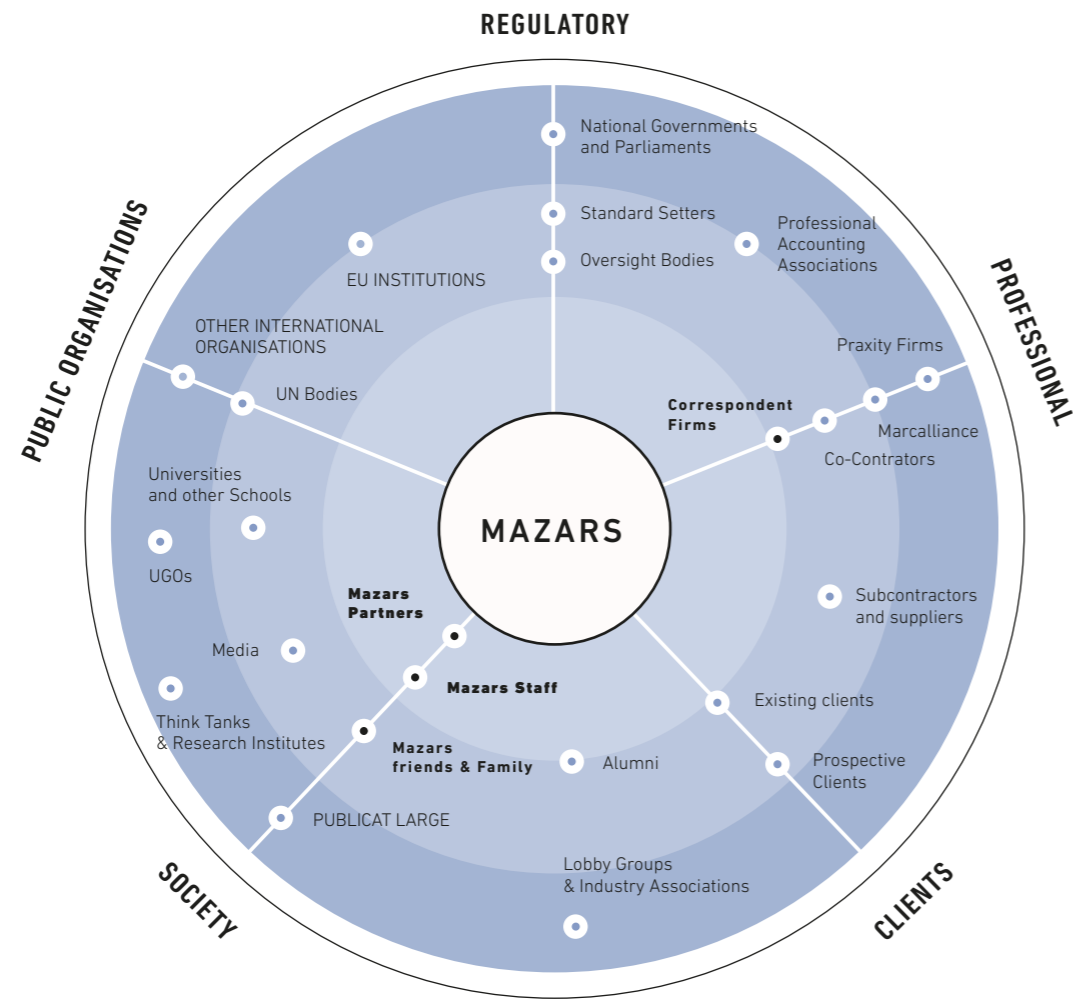 REGULATORY
National Governments
and Parliaments
Standard Setters
Professional
Accounting
Associations
Oversight Bodies
EU INSTITUTIONS
PUBLIC ORGANISATIONS
PROFESSIONAL
OTHER INTERNATIONAL
ORGANISATIONS
Praxity Firms
UN Bodies
Correspondent
Firms
Marcalliance
Co-Contrators
Universities
and other Schools
MAZARS
UGOs
Mazars
Partners
Subcontractors
and suppliers
Media
Mazars Staff
Existing clients
Think Tanks
& Research Institutes
Mazars
friends & Family
Alumni
Prospective
Clients
PUBLICAT LARGE
Lobby Groups
& Industry Associations
SOCIETY
CLIENTS